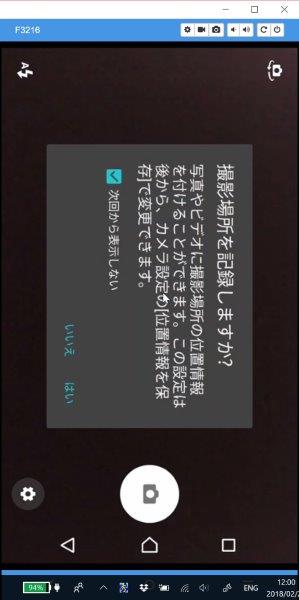 F3216
撮影場所を記録しますか?
写真やビデオに撮影場所の位置情報
を付けることができます。この設定は
後から、カメラ設定の[位置情報を保
存]で変更できます。
次回から表示しない
いいえ
はい
94%
ENG
12:00